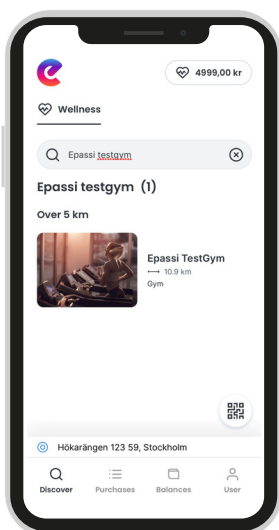 4999,00 kr
Wellness
Epassi testgym
Epassi testgym (1)
Over 5 km
Epassi TestGym
10.9 km
Gym
Hökarängen 123 59, Stockholm
Discover Purchases Balances User